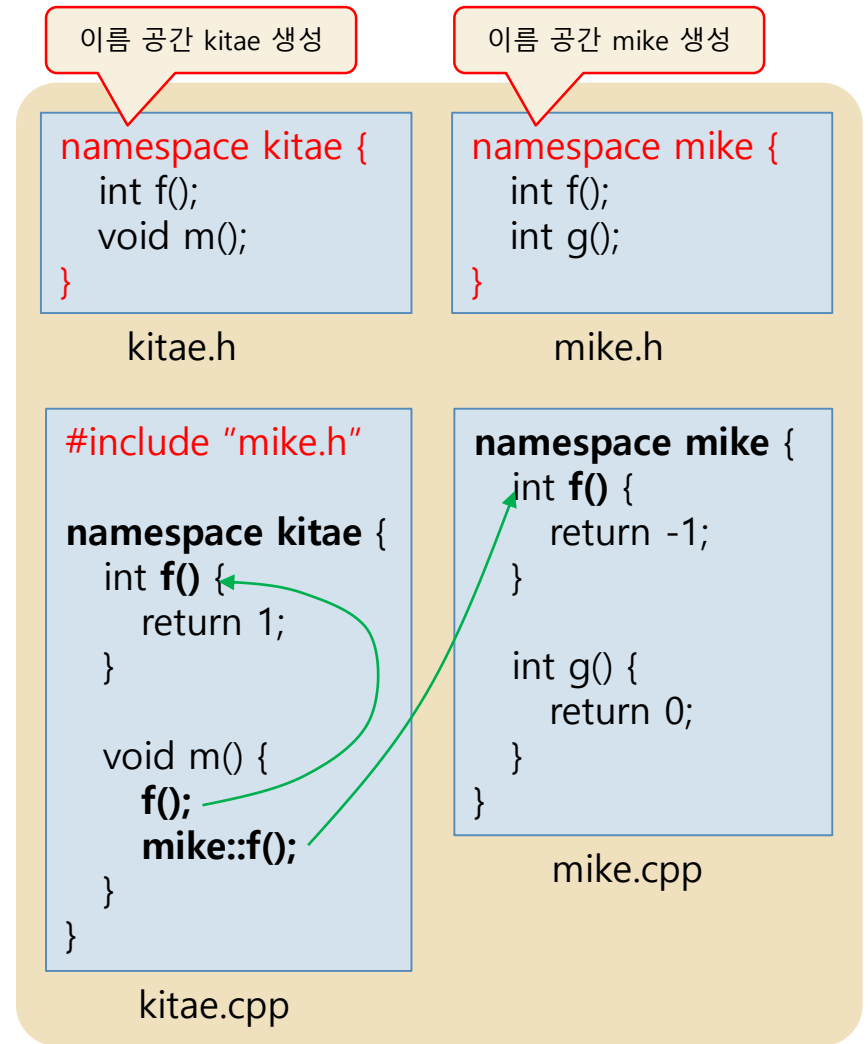 이름 공간 kitae 생성
namespace kitae {
int f();
void m();
}
kitae.h
이름 공간 mike 생성
namespace mike {
int f();
int g();
}
mike.h
#include “mike.h”
namespace kitae {
int f() {
return 1;
}
void m() {
f();
mike::f();
}
}
kitae.cpp
namespace mike {
int f() {
return -1;
}
int g() {
return 0;
}
}
mike.cpp